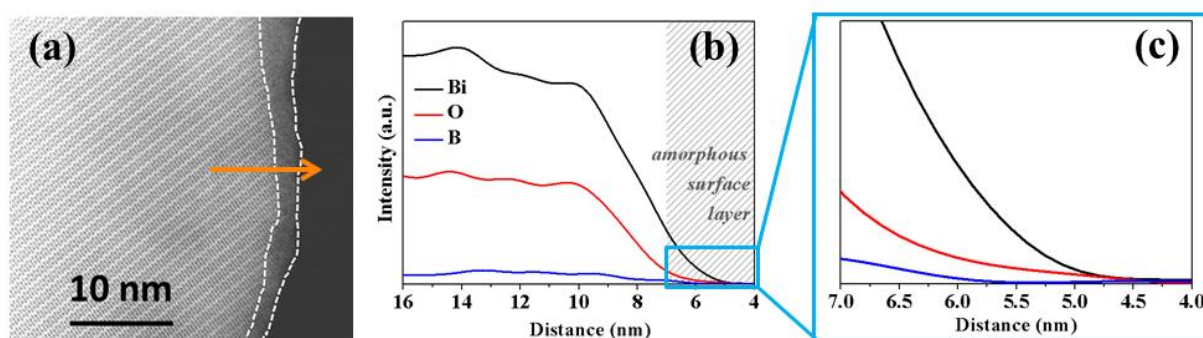 (a)
10 nm
(b)
Intensity (a.u.)
Bi
O
B
amorphous
surface
layer
16 14 12 10 8 6 4
Distance (nm)
(c)
7.0 6.5 6.0 5.5 5.0 4.5 4.0
Distance (nm)